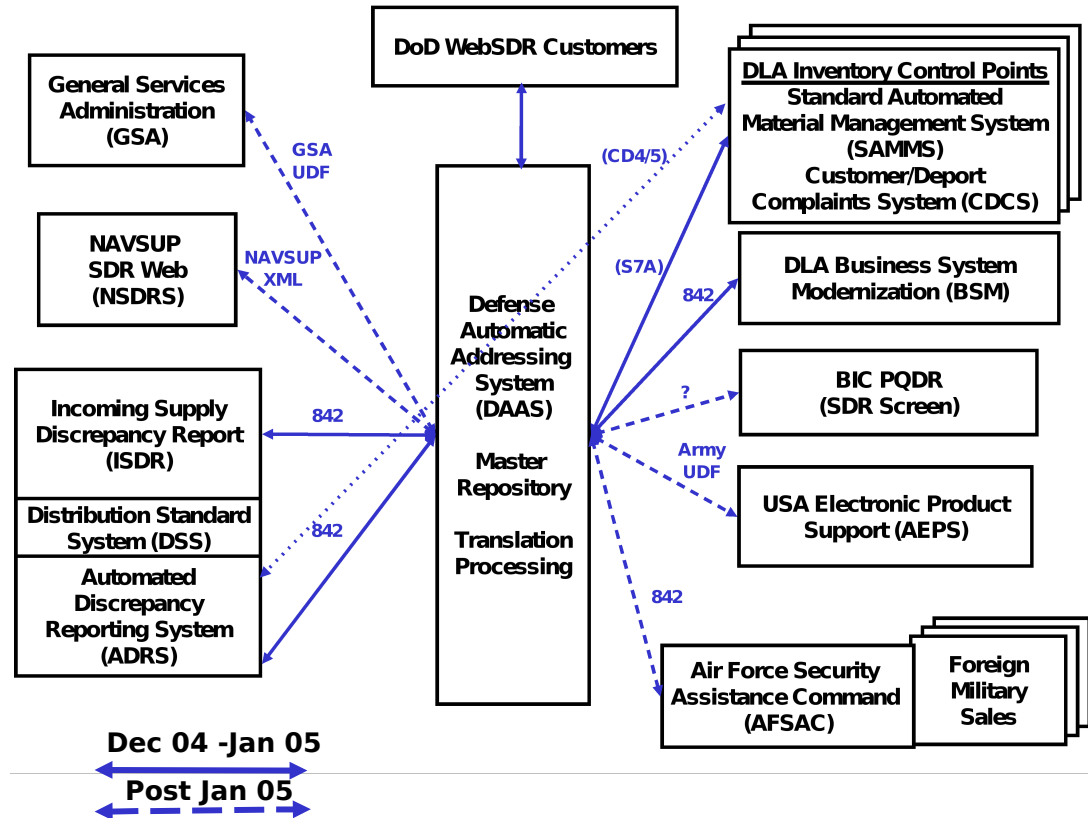 DoD WebSDR Customers
General Services
Administration
(GSA)
GSA
UDF
NAVSUP
SDR Web
(NSDRS)
NAVSUP
XML
Incoming Supply
Discrepancy Report
(ISDR)
842
Distribution Standard
System (DSS)
842
Automated
Discrepancy
Reporting System
(ADRS)
Defense
Automatic
Addressing
System
(DAAS)
Master
Repository
Translation
Processing
(CD4/5)
(S7A)
842
DLA Inventory Control Points
Standard Automated
Material Management System
(SAMMS)
Customer/Deport
Complaints System (CDCS)
DLA Business System
Modernization (BSM)
?
BIC PQDR
(SDR Screen)
Army
UDF
USA Electronic Product
Support (AEPS)
842
Air Force Security
Assistance Command
(AFSAC)
Foreign
Military
Sales
Dec 04 -Jan 05
Post Jan 05